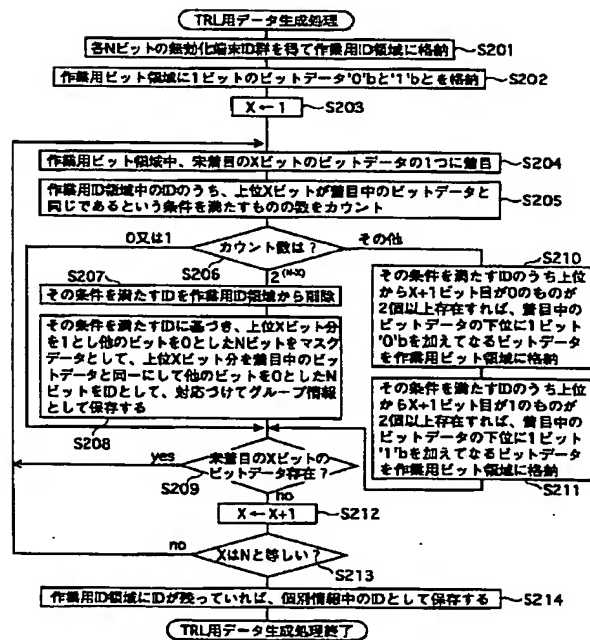 TRL用データ生成処理
各Nビットの無効化端末ID群を得て作業用ID領域に格納
S201
作業用ビット領域に1ビットのビットデータ'0'bと'1'bとを格納
S202
X←1
S203
作業用ビット領域中、未着目のXビットのビットデータの1つに着目
S204
作業用ID領域中のIDのうち、上位Xビットが着目中のビットデータと
同じであるという条件を満たすものの数をカウント
S205
0又は1
カウント数は?
その他
S206
2(N-X)
S207
その条件を満たすIDを作業用ID領域から削除
その条件を満たすIDに基づき、上位Xビット分
を1とし他のビットを0としたNビットをマスク
データとして、上位Xビット分を着目中のビッ
トデータと同一にして他のビットを0としたN
ビットをIDとして、対応づけてグループ情報
として保存する
S208
S210
その条件を満たすIDのうち上位
からX+1ビット目が0のものが
2個以上存在すれば、着目中の
ビットデータの下位に1ビット
'0'bを加えてなるビットデータ
を作業用ビット領域に格納
その条件を満たすIDのうち上位
からX+1ビット目が1のものが
2個以上存在すれば、着目中の
ビットデータの下位に1ビット
'1'bを加えてなるビットデータ
を作業用ビット領域に格納
S211
yes
未着目のXビットの
ビットデータ存在?
S209
no
X←X+1
S212
no
XはNと等しい?
S213
作業用ID領域にIDが残っていれば、個別情報中のIDとして保存する
S214
TRL用データ生成処理終了